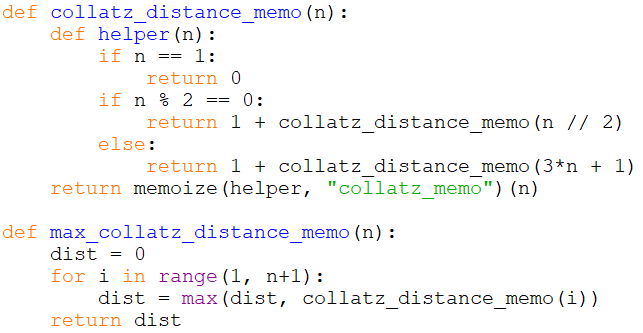 def collatz_distance_memo(n):
    def helper(n):
        if n == 1:
            return 0
        if n % 2 == 0:
            return 1 + collatz_distance_memo(n // 2)
        else:
            return 1 + collatz_distance_memo(3*n + 1)
    return memoize(helper, "collatz_memo")(n)

def max_collatz_distance_memo(n):
    dist = 0
    for i in range(1, n+1):
        dist = max(dist, collatz_distance_memo(i))
    return dist